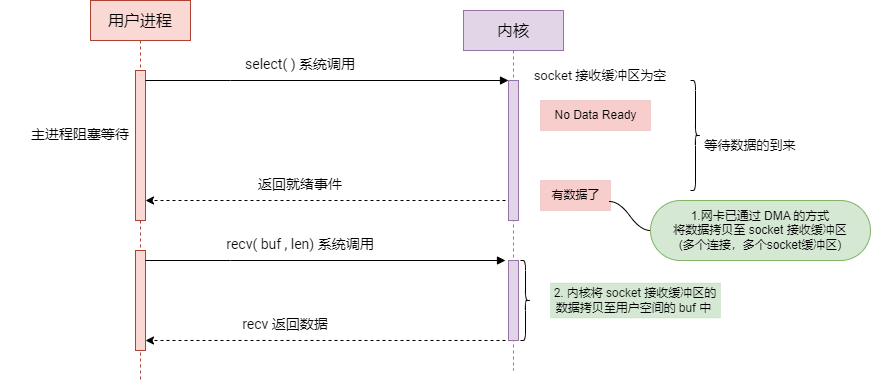 用户进程
内核
select( ) 系统调用
socket 接收缓冲区为空
No Data Ready
主进程阻塞等待
等待数据的到来
返回就绪事件
有数据了
1.网卡已通过 DMA 的方式
将数据拷贝至 socket 接收缓冲区
(多个连接，多个socket缓冲区)
recv( buf , len) 系统调用
2. 内核将 socket 接收缓冲区的
数据拷贝至用户空间的 buf 中
recv 返回数据